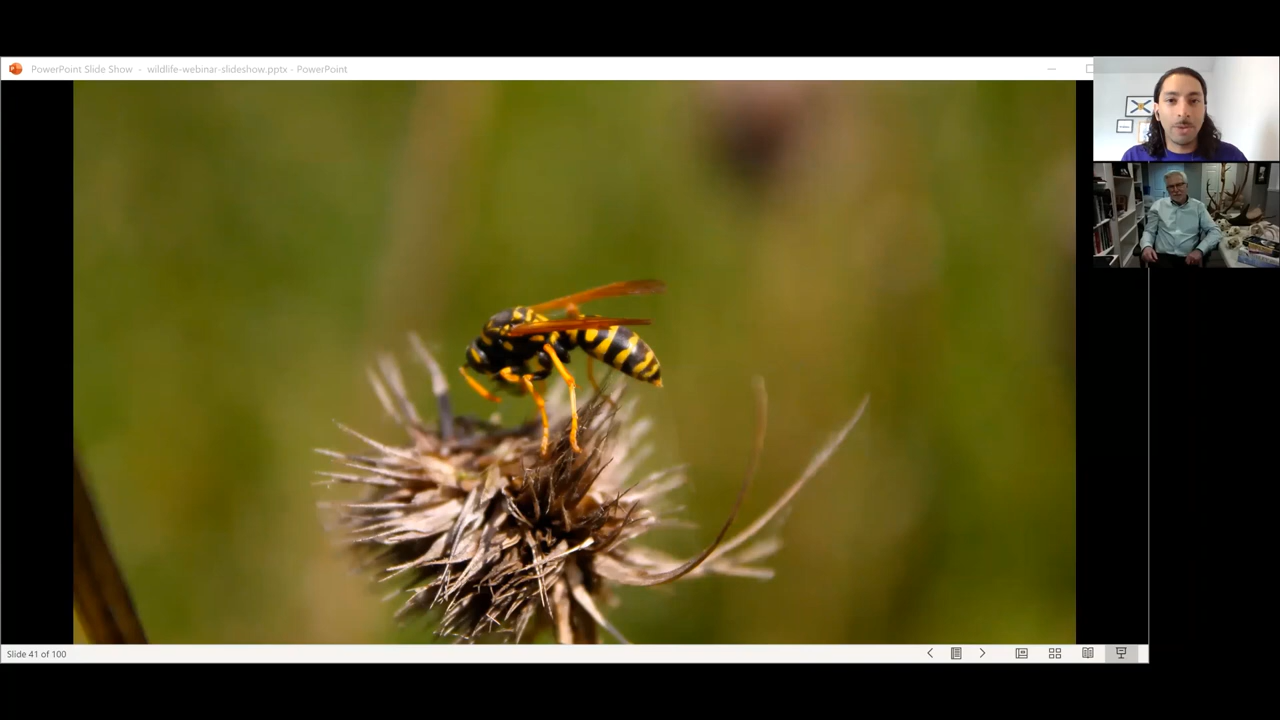 PowerPoint Slide Show - wildlife-webinar-slideshow.pptx - PowerPoint
Slide 41 of 100